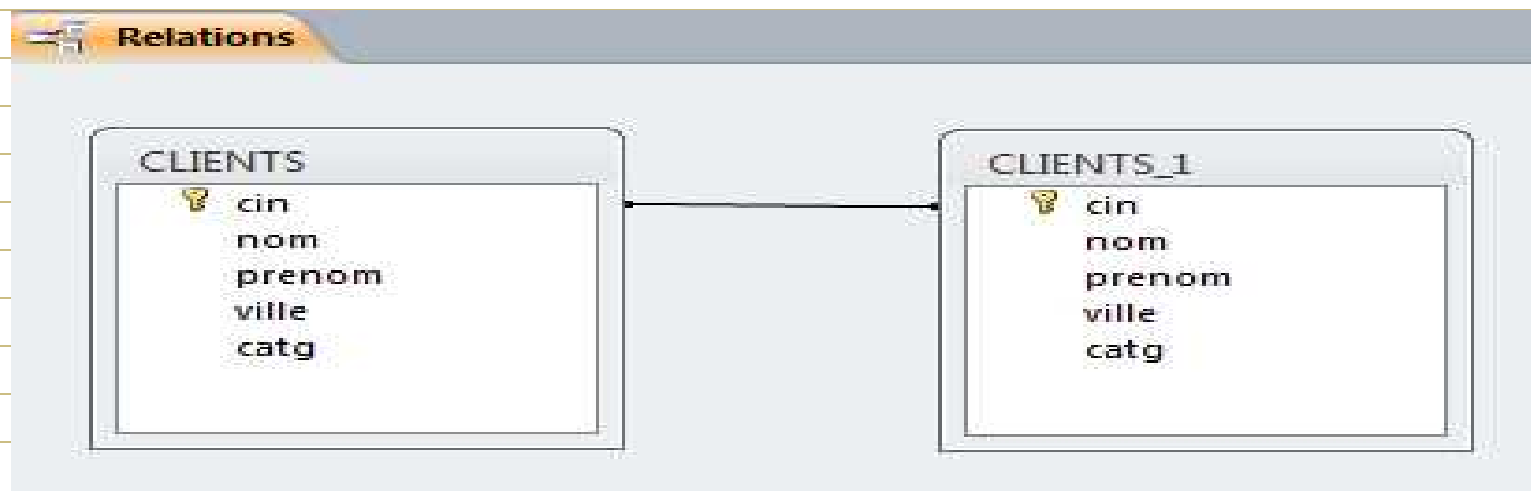 Relations
CLIENTS
cin
nom
prenom
ville
catg
CLIENTS_1
cin
nom
prenom
ville
catg